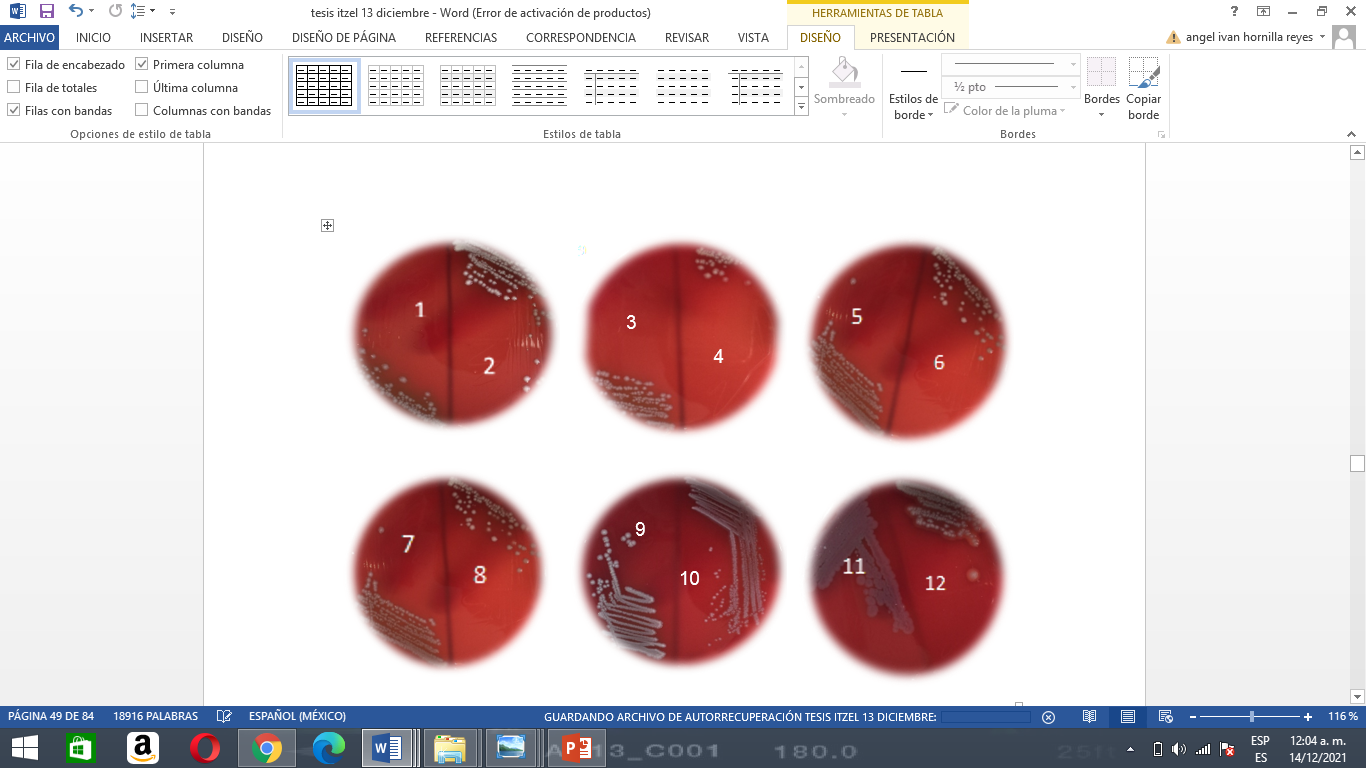 tesis itzel 13 diciembre - Word (Error de activación de productos)
HERRAMIENTAS DE TABLA
?
ARCHIVO INICIO INSERTAR DISEÑO DISEÑO DE PÁGINA REFERENCIAS CORRESPONDENCIA REVISAR VISTA DISEÑO PRESENTACIÓN angel ivan hornilla reyes
Fila de encabezado Primera columna
Fila de totales Última columna
Filas con bandas Columnas con bandas
Opciones de estilo de tabla
Estilos de tabla
Sombreado
Estilos de borde
½ pto
Color de la pluma
Bordes
Copiar borde
Bordes
1
2
3
4
5
6
7
8
9
10
11
12
PÁGINA 49 DE 84 18916 PALABRAS ESPAÑOL (MÉXICO) GUARDANDO ARCHIVO DE AUTORRECUPERACIÓN TESIS ITZEL 13 DICIEMBRE: 116 %
13_C001 180.0 25ft
ESP 12:04 a. m.
ES 14/12/2021